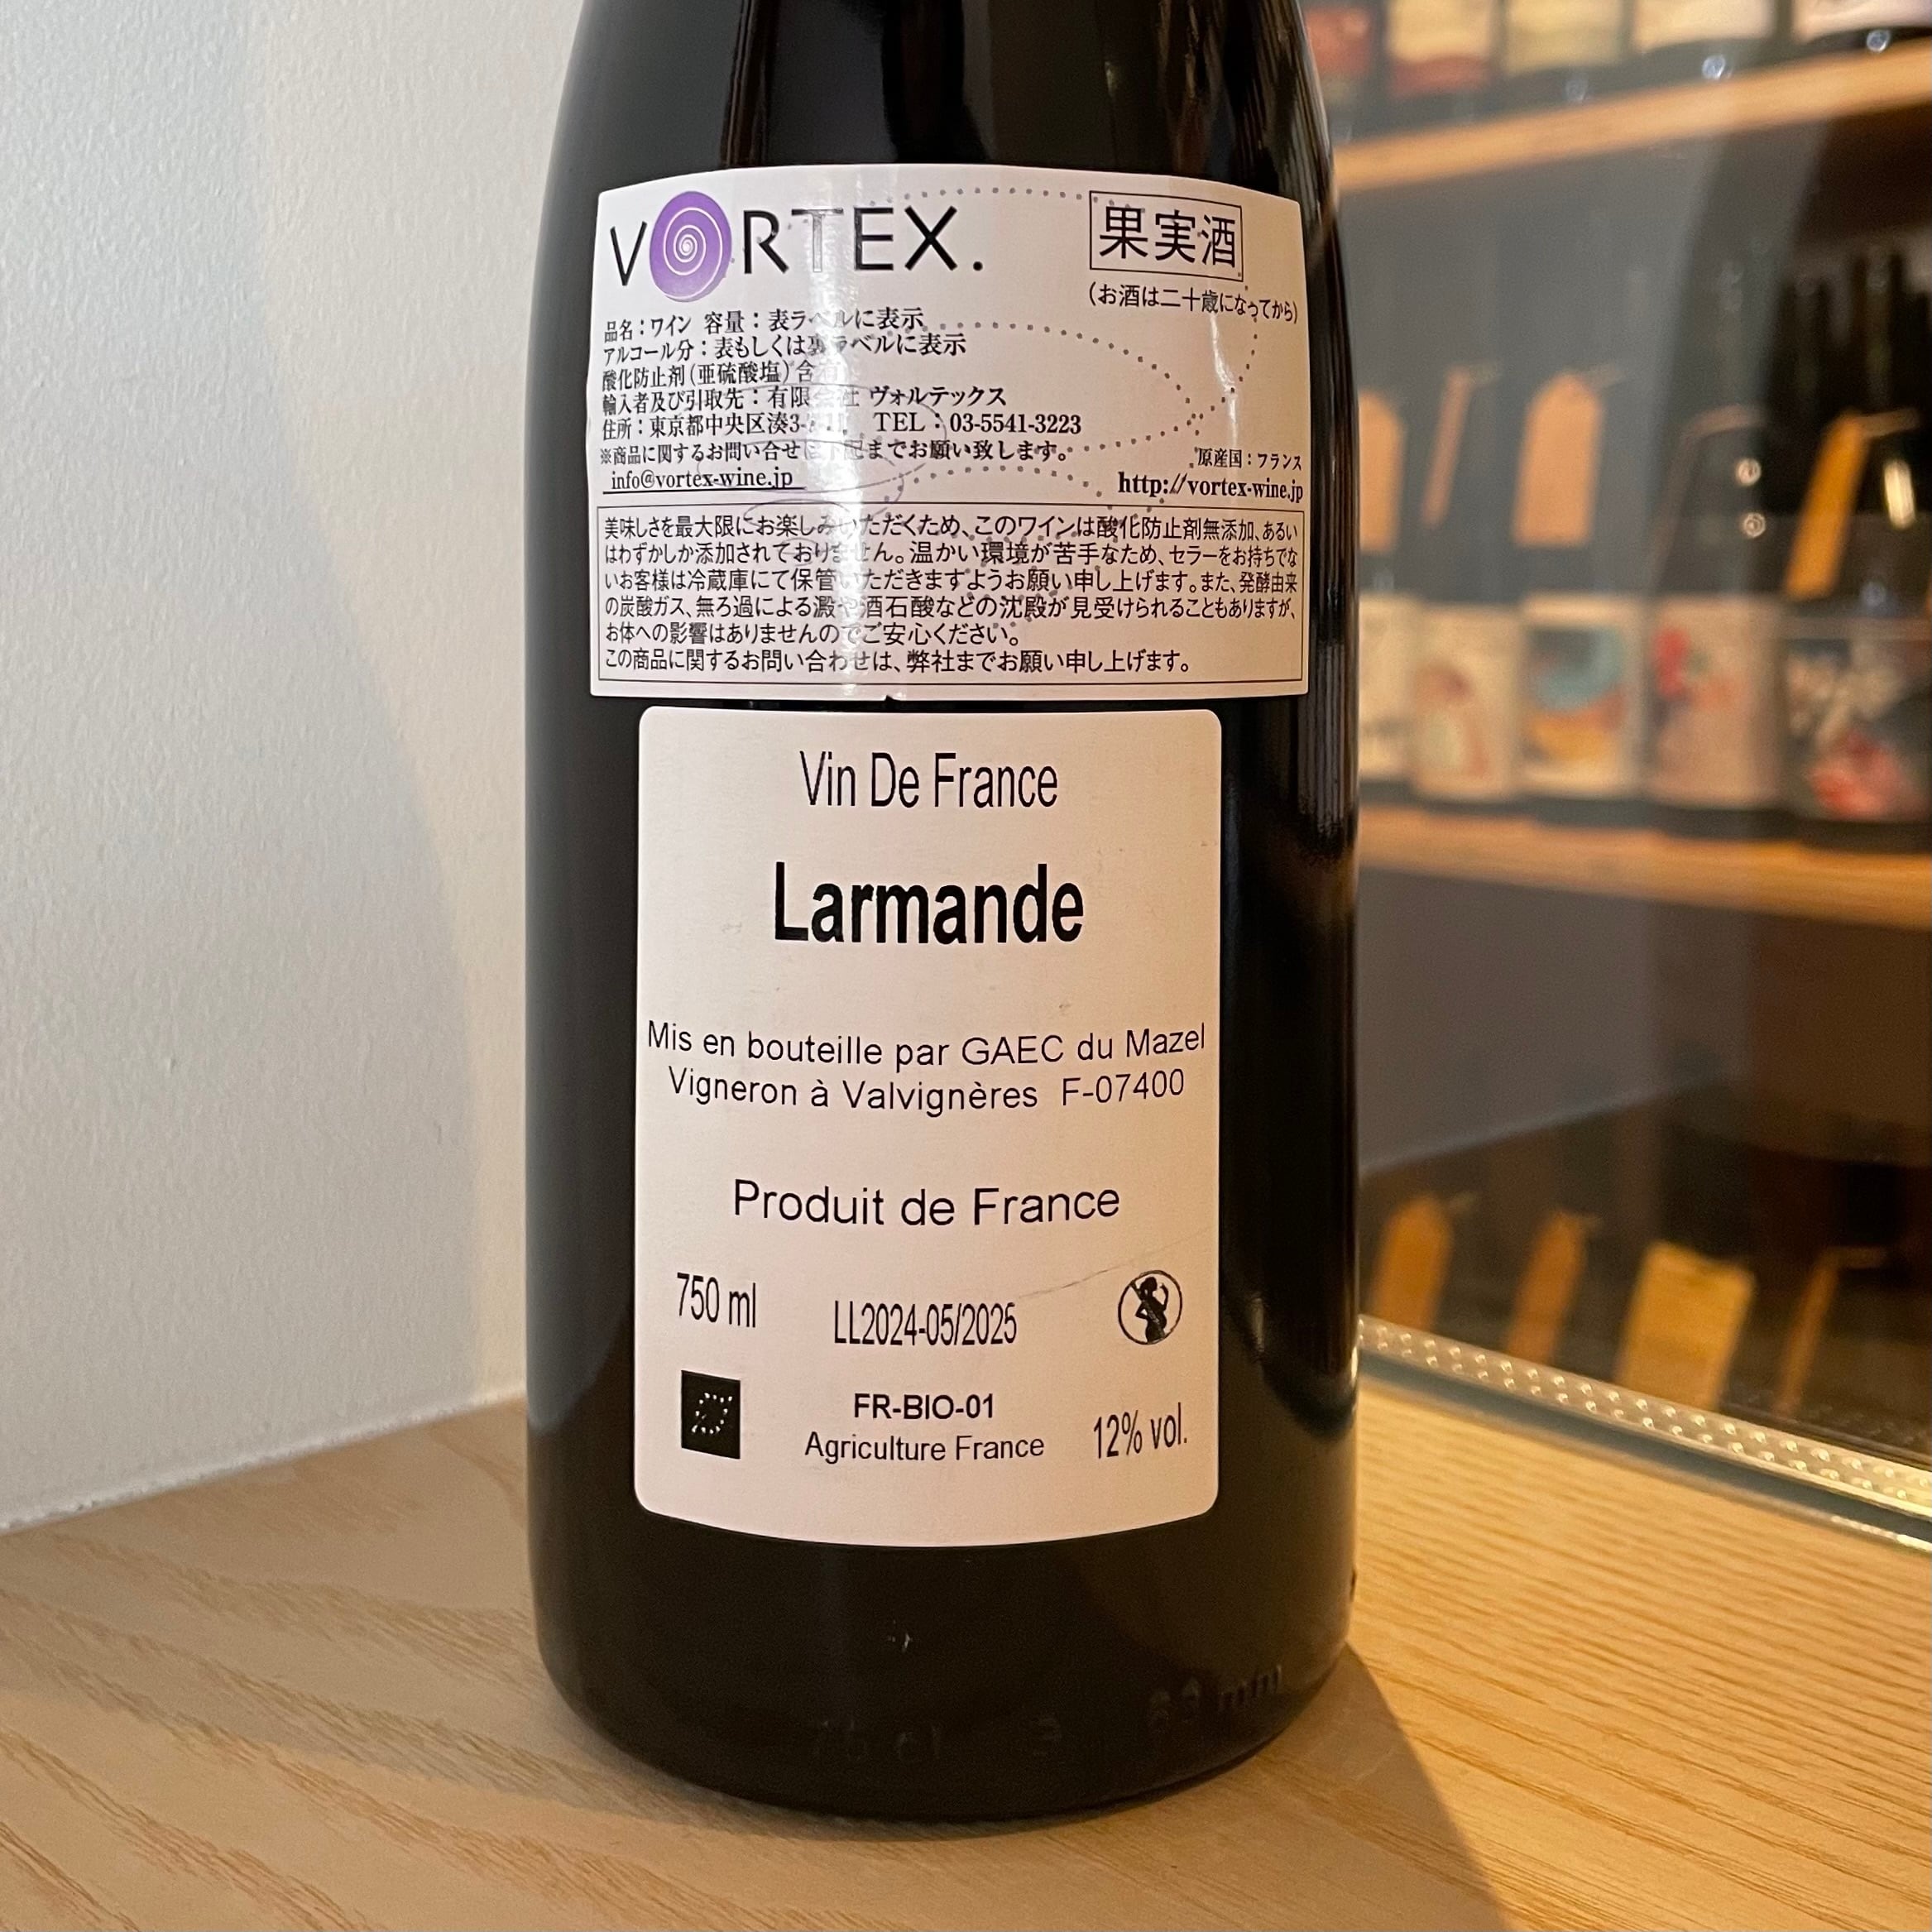 VORTEX.
果実酒
(お酒は二十歳になってから)
品名:ワイン 容量:表ラベルに表示
アルコール分:表もしくは裏ラベルに表示
酸化防止剤(亜硫酸塩)含有
輸入者及び引取先:有限会社 ヴォルテックス
住所:東京都中央区湊 TEL:03-5541-3223
※商品に関するお問い合せは下記までお願い致します。
原産国:フランス
info@vortex-wine.jp
http://vortex-wine.jp
美味しさを最大限にお楽しみいただくため、このワインは酸化防止剤無添加、あるい
はわずかしか添加されておりません。温かい環境が苦手なため、セラーをお持ちでな
いお客様は冷蔵庫にて保管いただきますようお願い申し上げます。また、発酵由来
の炭酸ガス、無ろ過による澱や酒石酸などの沈殿が見受けられることもありますが、
お体への影響はありませんのでご安心ください。
この商品に関するお問い合わせは、弊社までお願い申し上げます。
Vin De France
Larmande
Mis en bouteille par GAEC du Mazel
Vigneron à Valvignères F-07400
Produit de France
750 ml
LL2024-05/2025
FR-BIO-01
Agriculture France
12% vol.
75 cl